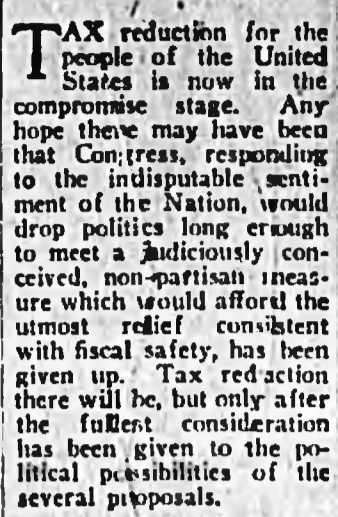 TAX reduction for the
people of the United
States is now in the
compromise stage. Any
hope there may have been
that Congress, responding
to the indisputable senti-
ment of the Nation, would
drop politics long enough
to meet a judiciously con-
ceived, non-partisan meas-
ure which would afford the
utmost relief consistent
with fiscal safety, has been
given up. Tax reduction
there will be, but only after
the fullest consideration
has been given to the po-
litical possibilities of the
several proposals.